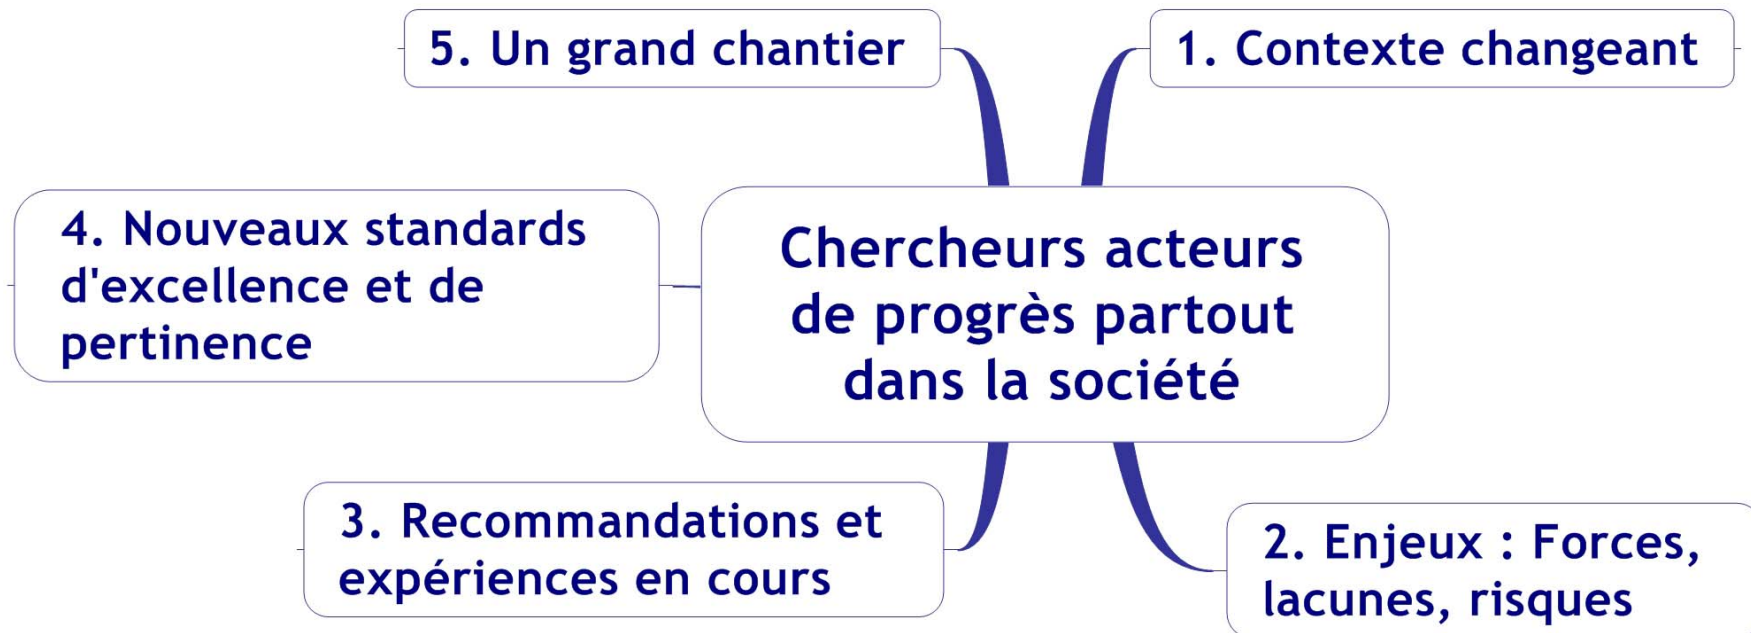 5. Un grand chantier
1. Contexte changeant
4. Nouveaux standards
d'excellence et de
pertinence
Chercheurs acteurs
de progrès partout
dans la société
3. Recommandations et
expériences en cours
2. Enjeux : Forces,
lacunes, risques